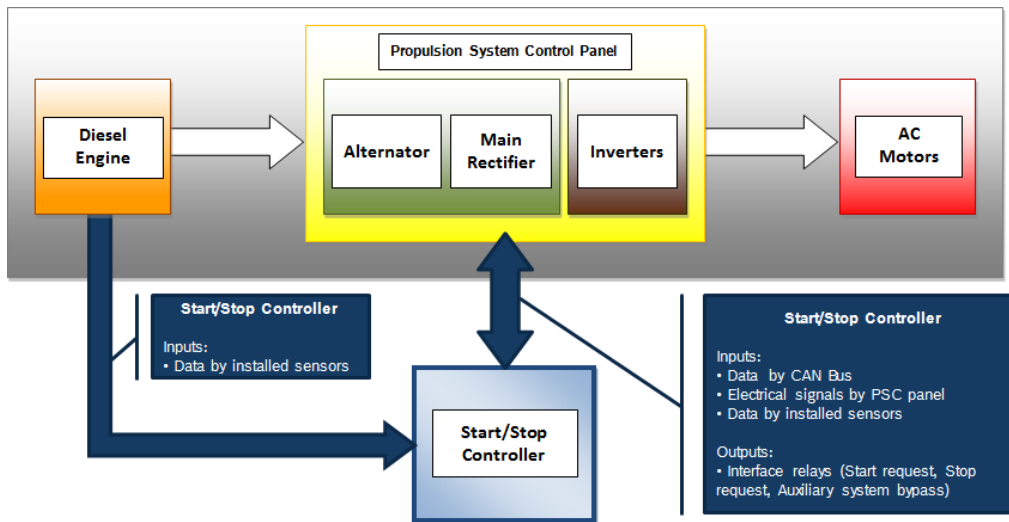 Propulsion System Control Panel
Diesel
Engine
Alternator
Main
Rectifier
Inverters
AC
Motors
Start/Stop Controller
Inputs:
• Data by installed sensors
Start/Stop
Controller
Start/Stop Controller
Inputs:
• Data by CAN Bus
• Electrical signals by PSC panel
• Data by installed sensors
Outputs:
• Interface relays (Start request, Stop
request, Auxiliary system bypass)